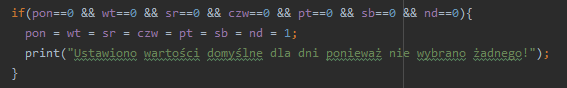 if(pon==0 && wt==0 && sr==0 && czw==0 && pt==0 && sb==0 && nd==0){
pon = wt = sr = czw = pt = sb = nd = 1;
print("Ustawiono wartości domyślne dla dni ponieważ nie wybrano żadnego!");
}